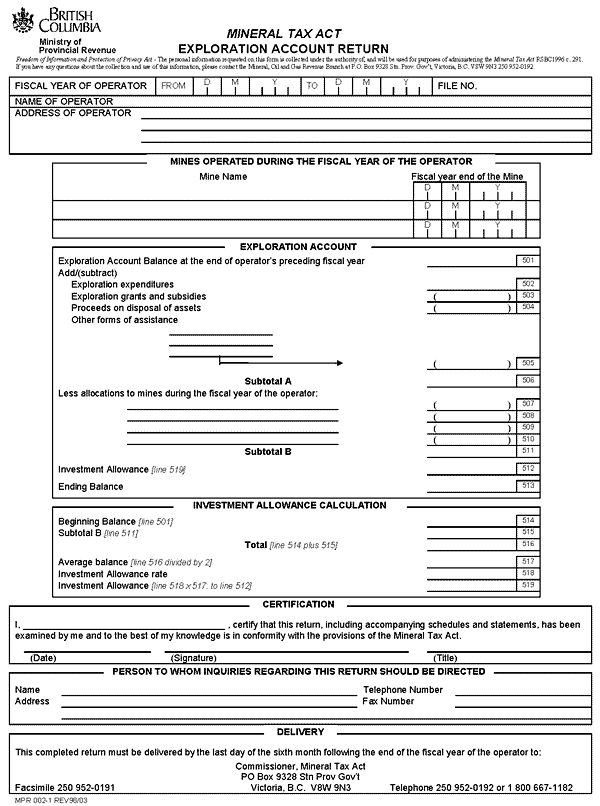 BRITISH
COLUMBIA
Ministry of
Provincial Revenue
MINERAL TAX ACT
EXPLORATION ACCOUNT RETURN
Freedom of Information and Protection of Privacy Act - The personal information requested on this form is collected under the authority of, and will be used for purposes of administering the Mineral Tax Act RSBC1996 c. 291.
If you have any questions about the collection and use of this information, please contact the Mineral, Oil and Gas Revenue Branch at P.O. Box 9328 Stn. Prov. Gov't, Victoria, B.C. V8W 9N3 250 952-0192.
FISCAL YEAR OF OPERATOR FROM D M Y TO D M Y FILE NO.
NAME OF OPERATOR
ADDRESS OF OPERATOR
MINES OPERATED DURING THE FISCAL YEAR OF THE OPERATOR
Mine Name Fiscal year end of the Mine
D M Y
D M Y
D M Y
EXPLORATION ACCOUNT
Exploration Account Balance at the end of operator's preceding fiscal year 501
Add/(subtract)
Exploration expenditures 502
Exploration grants and subsidies ( ) 503
Proceeds on disposal of assets ( ) 504
Other forms of assistance
( ) 505
Subtotal A 506
Less allocations to mines during the fiscal year of the operator:
( ) 507
( ) 508
( ) 509
( ) 510
Subtotal B 511
Investment Allowance [line 519] 512
Ending Balance 513
INVESTMENT ALLOWANCE CALCULATION
Beginning Balance [line 501] 514
Subtotal B [line 511] 515
Total [line 514 plus 515] 516
Average balance [line 516 divided by 2] 517
Investment Allowance rate 518
Investment Allowance [line 518 x 517: to line 512] 519
CERTIFICATION
I, , certify that this return, including accompanying schedules and statements, has been
examined by me and to the best of my knowledge is in conformity with the provisions of the Mineral Tax Act.
(Date) (Signature) (Title)
PERSON TO WHOM INQUIRIES REGARDING THIS RETURN SHOULD BE DIRECTED
Name Telephone Number
Address Fax Number
DELIVERY
This completed return must be delivered by the last day of the sixth month following the end of the fiscal year of the operator to:
Commissioner, Mineral Tax Act
PO Box 9328 Stn Prov Gov't
Facsimile 250 952-0191 Victoria, B.C. V8W 9N3 Telephone 250 952-0192 or 1 800 667-1182
MPR 002-1 REV98/03